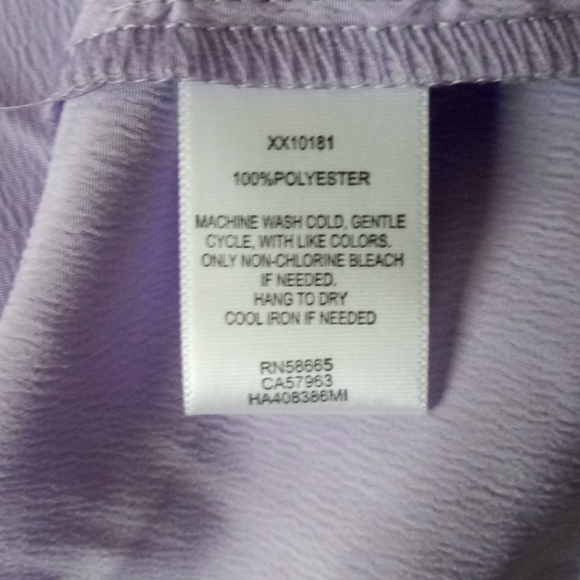 XX10181
100%POLYESTER
MACHINE WASH COLD, GENTLE
CYCLE, WITH LIKE COLORS.
ONLY NON-CHLORINE BLEACH
IF NEEDED.
HANG TO DRY
COOL IRON IF NEEDED
RN58665
CA57963
HA408386MI